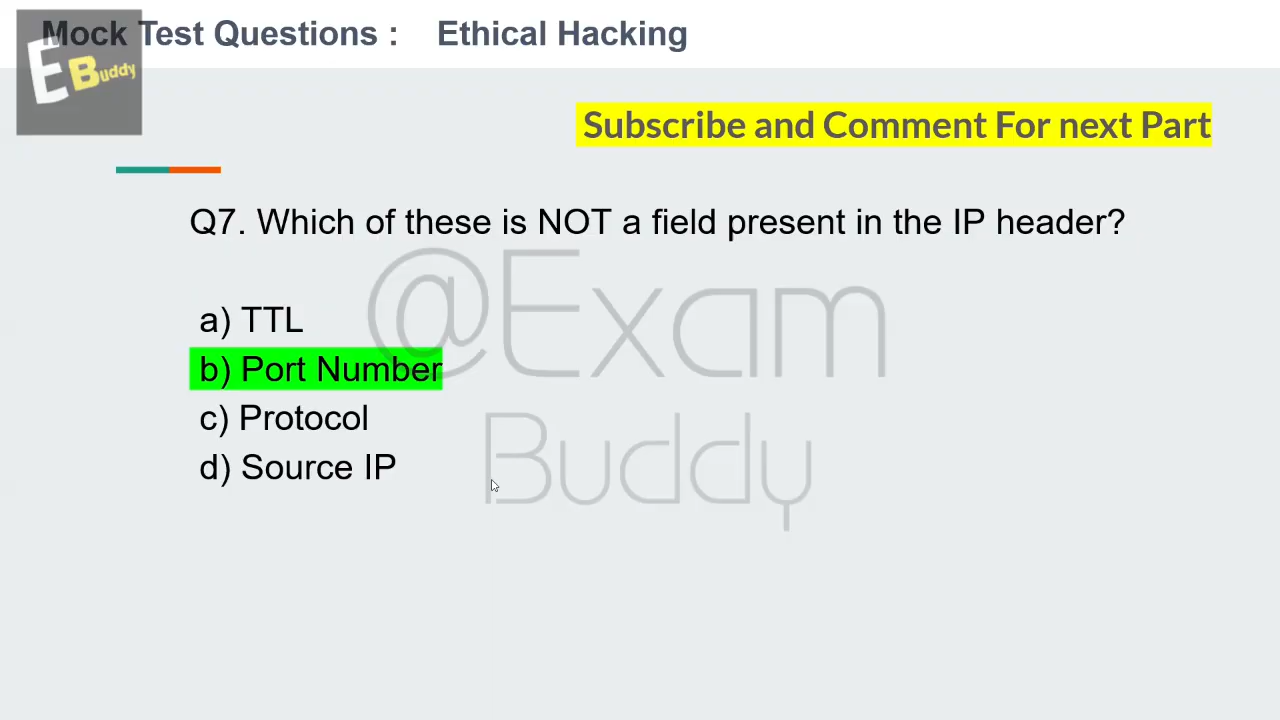 Mock Test Questions : Ethical Hacking
E Buddy
Subscribe and Comment For next Part
Q7. Which of these is NOT a field present in the IP header?
a) TTL
b) Port Number
c) Protocol
d) Source IP
@Exam
Buddy